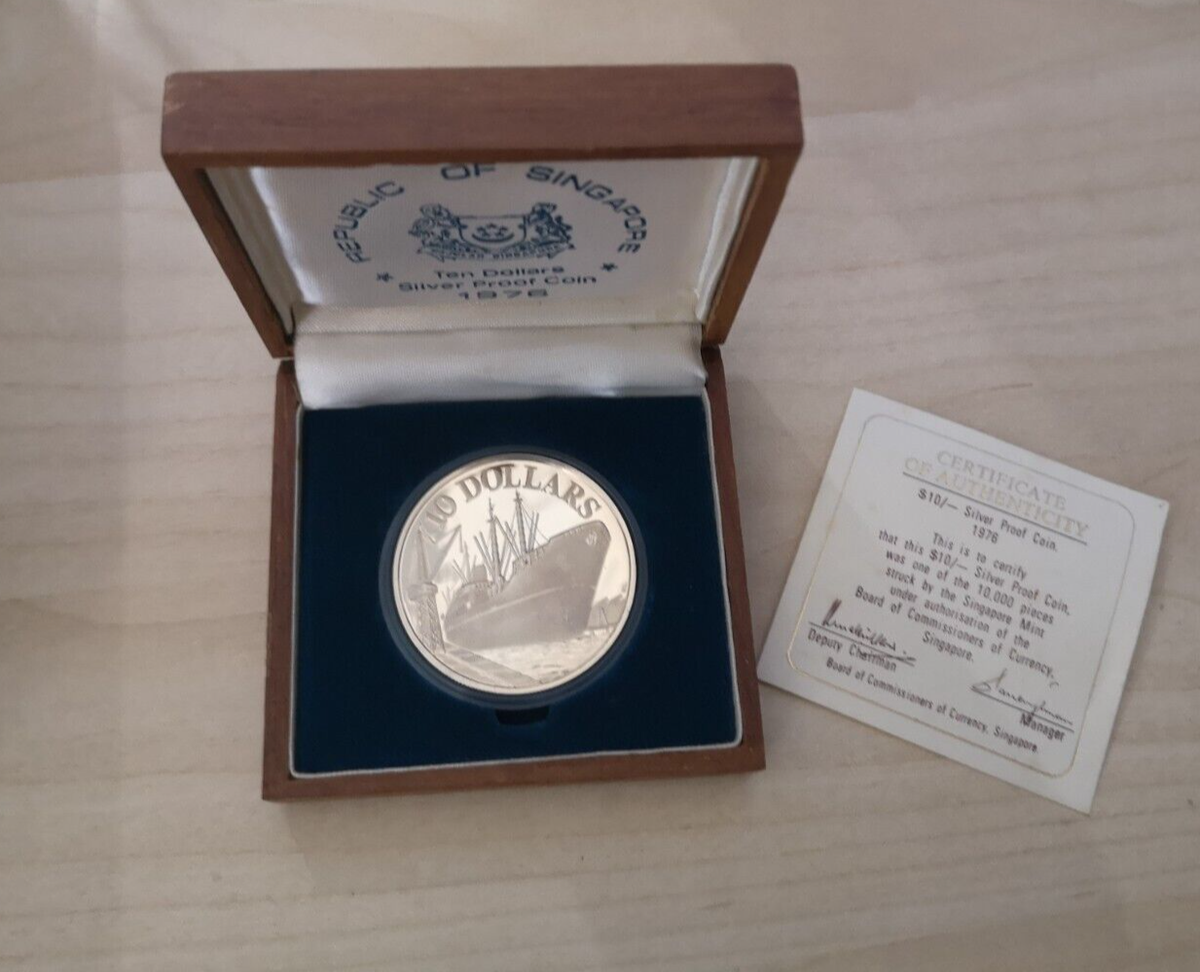 REPUBLIC OF SINGAPORE
Ten Dollars
Silver Proof Coin
1976
10 DOLLARS
CERTIFICATE
OF AUTHENTICITY
$10/— Silver Proof Coin.
1976
This is to certify
that this $10/— Silver Proof Coin.
was one of the 10,000 pieces
struck by the Singapore Mint
under authorisation of the
Board of Commissioners of Currency,
Singapore.
Deputy Chairman
Manager
Board of Commissioners of Currency, Singapore.